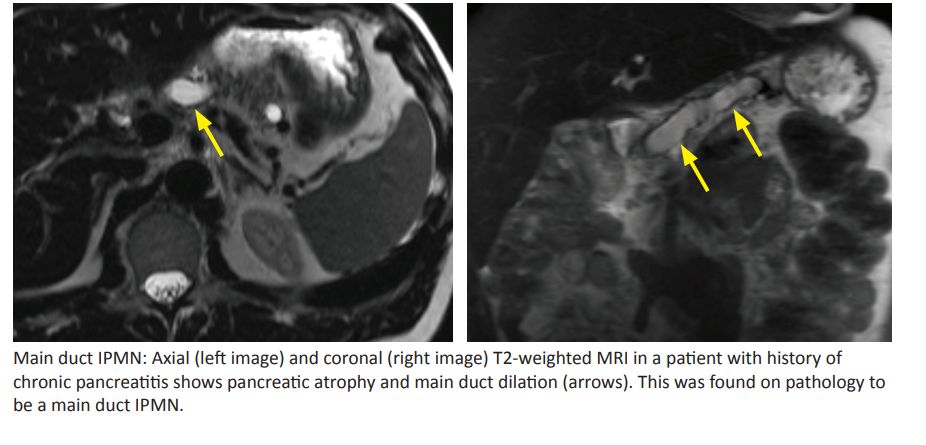 Main duct IPMN: Axial (left image) and coronal (right image) T2-weighted MRI in a patient with history of
chronic pancreatitis shows pancreatic atrophy and main duct dilation (arrows). This was found on pathology to
be a main duct IPMN.